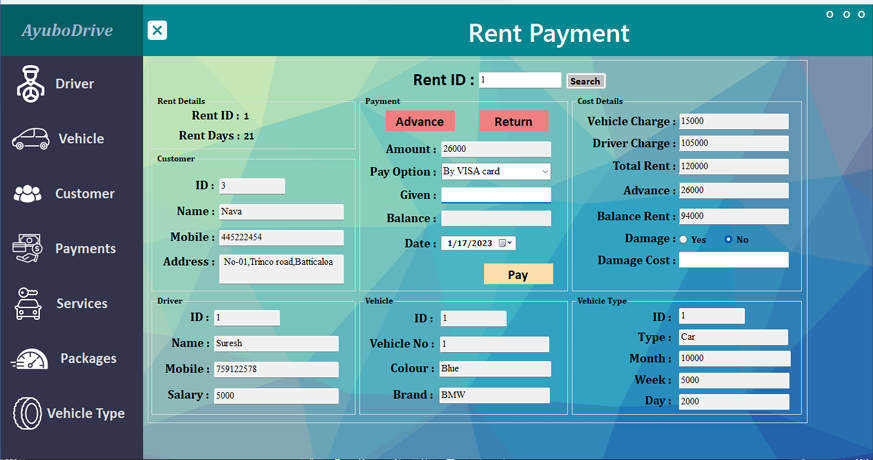 AyuboDrive
Rent Payment
Driver
Vehicle
Customer
Payments
Services
Packages
Vehicle Type
Rent ID : 1 Search
Rent Details
Rent ID : 1
Rent Days : 21
Customer
ID : 3
Name : Nava
Mobile : 445222454
Address : No-01,Trinco road,Batticaloa
Payment
Advance Return
Amount : 26000
Pay Option : By VISA card
Given :
Balance :
Date : 1/17/2023
Pay
Cost Details
Vehicle Charge : 15000
Driver Charge : 105000
Total Rent : 120000
Advance : 26000
Balance Rent : 94000
Damage : Yes No
Damage Cost :
Driver
ID : 1
Name : Suresh
Mobile : 759122578
Salary : 5000
Vehicle
ID : 1
Vehicle No : 1
Colour : Blue
Brand : BMW
Vehicle Type
ID : 1
Type : Car
Month : 10000
Week : 5000
Day : 2000